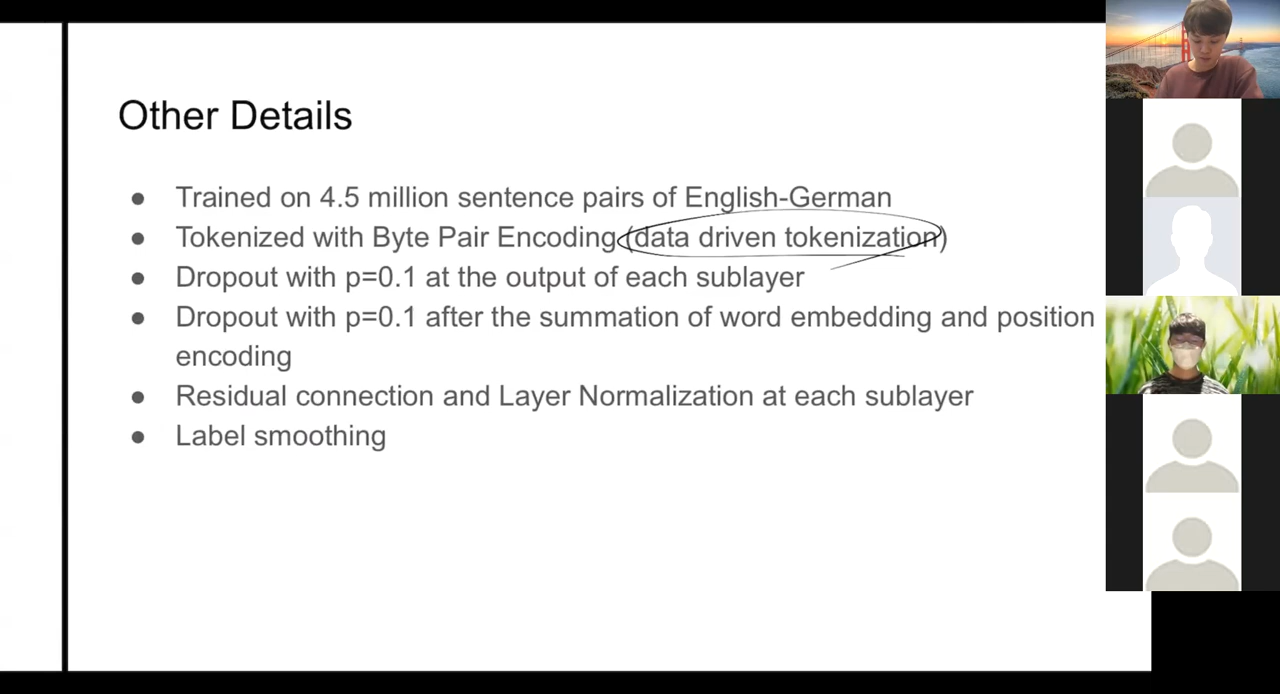 Other Details
● Trained on 4.5 million sentence pairs of English-German
● Tokenized with Byte Pair Encoding (data driven tokenization)
● Dropout with p=0.1 at the output of each sublayer
● Dropout with p=0.1 after the summation of word embedding and position
encoding
● Residual connection and Layer Normalization at each sublayer
● Label smoothing